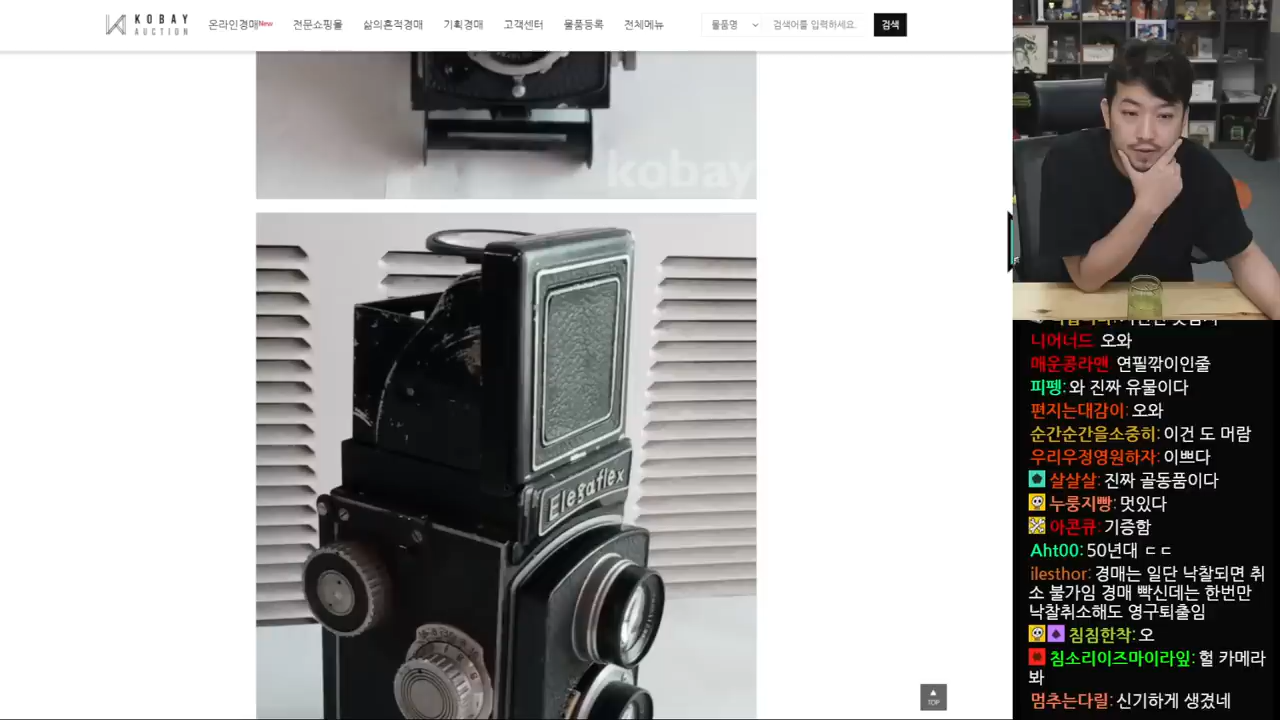 KOBAY
AUCTION
온라인경매New
전문쇼핑몰
삶의흔적경매
기획경매
고객센터
물품등록
전체메뉴
물품명
검색어를 입력하세요.
검색
kobay
Elegaflex
TOP
니어너드 오와
매운콩라맨 연필깎이인줄
피펭: 와 진짜 유물이다
편지는대감이: 오와
순간순간을소중히: 이건 도 머람
우리우정영원하자: 이쁘다
살살살: 진짜 골동품이다
누룽지빵: 멋있다
아콘큐: 기증함
Aht00: 50년대 ㄷㄷ
ilesthor: 경매는 일단 낙찰되면 취
소 불가임 경매 빡신데는 한번만
낙찰취소해도 영구퇴출임
침침한착: 오
침소리이즈마이라잎: 헐 카메라
봐
멈추는다릴: 신기하게 생겼네